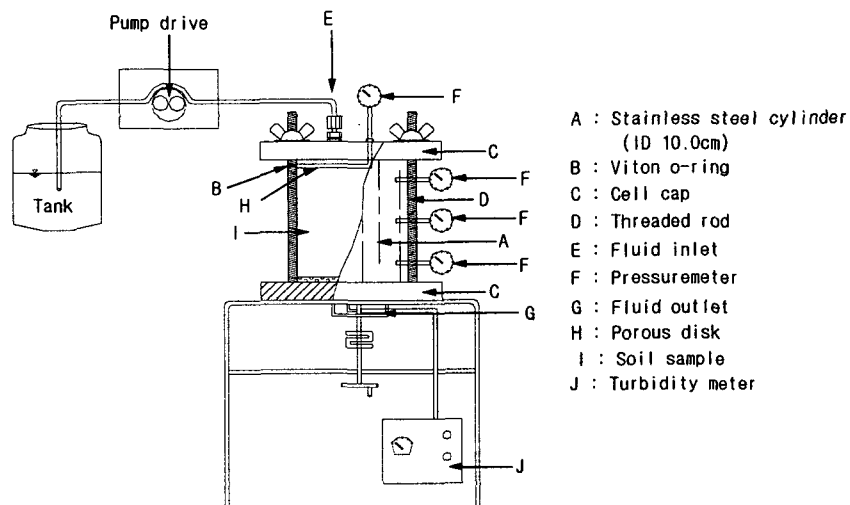 Pump drive
E
F
C
B
H
F
D
F
I
A
F
C
G
Tank
J
A : Stainless steel cylinder
(ID 10.0cm)
B : Viton o-ring
C : Cell cap
D : Threaded rod
E : Fluid inlet
F : Pressuremeter
G : Fluid outlet
H : Porous disk
I : Soil sample
J : Turbidity meter